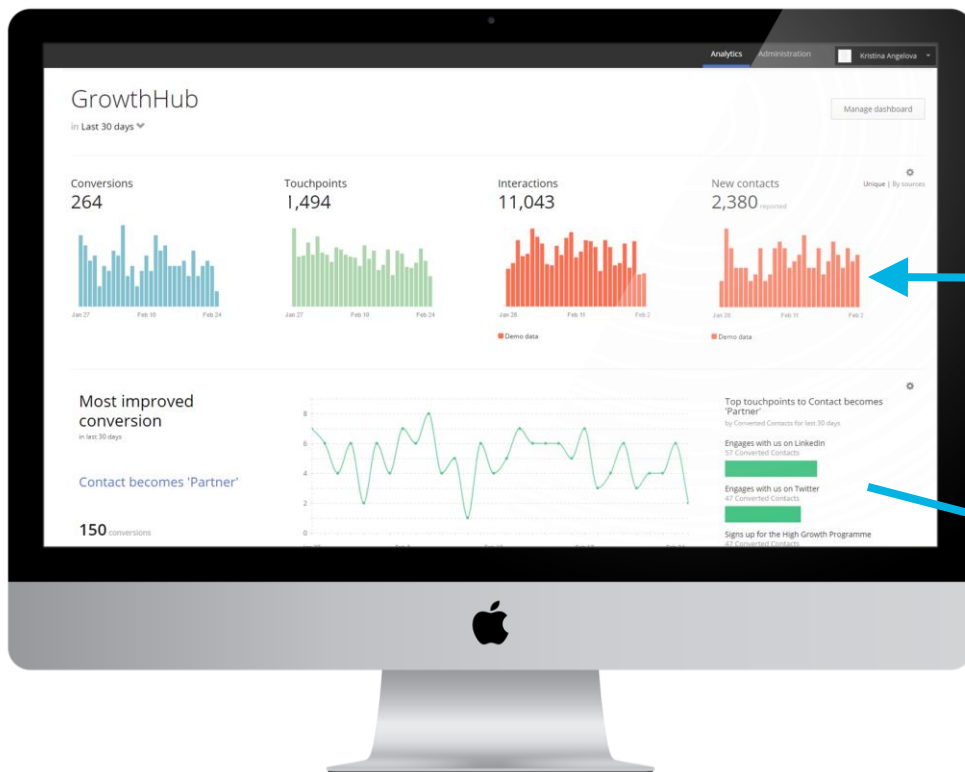 Analytics Administration Kristina Angelova
GrowthHub
in Last 30 days
Manage dashboard
Conversions
264
Touchpoints
1,494
Interactions
11,043
New contacts
2,380 reported
Unique | By sources
Jan 27 Feb 10 Feb 24
Jan 27 Feb 10 Feb 24
Jan 28 Feb 11 Feb 2
Jan 28 Feb 11 Feb 2
Demo data
Demo data
Most improved
conversion
in last 30 days
Contact becomes 'Partner'
150 conversions
8
6
4
2
0
Top touchpoints to Contact becomes
'Partner'
by Converted Contacts for last 30 days
Engages with us on LinkedIn
57 Converted Contacts
Engages with us on Twitter
47 Converted Contacts
Signs up for the High Growth Programme
47 Converted Contacts